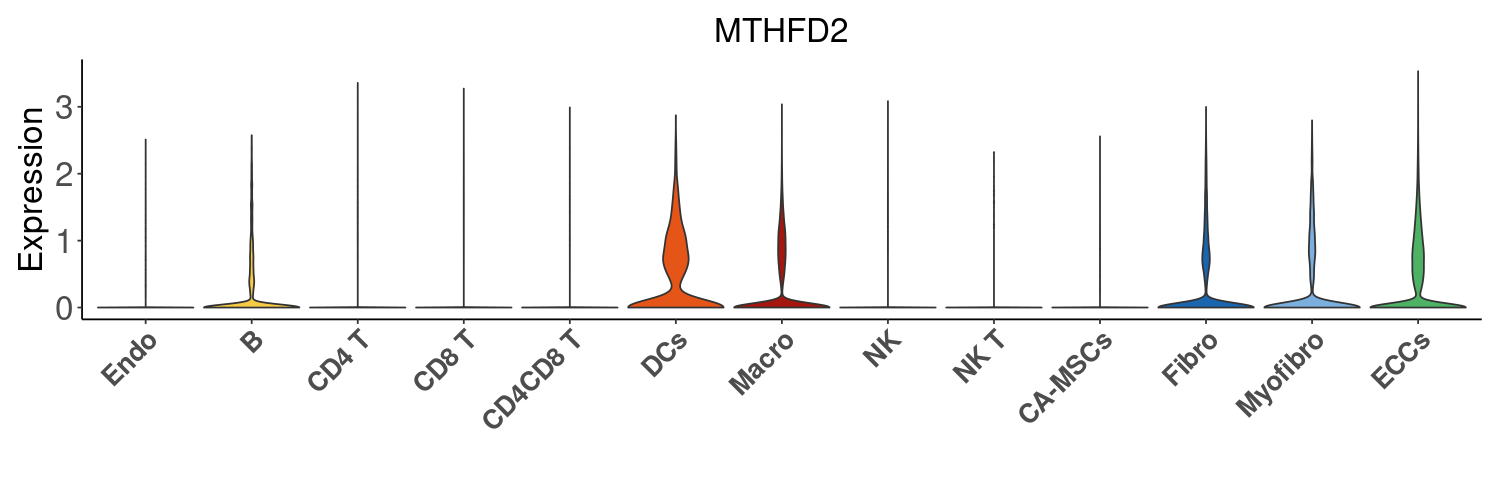 MTHFD2
Expression
3
2
1
0
Endo
B
CD4 T
CD8 T
CD4CD8 T
DCs
Macro
NK
NK T
CA-MSCs
Fibro
Myofibro
ECCs